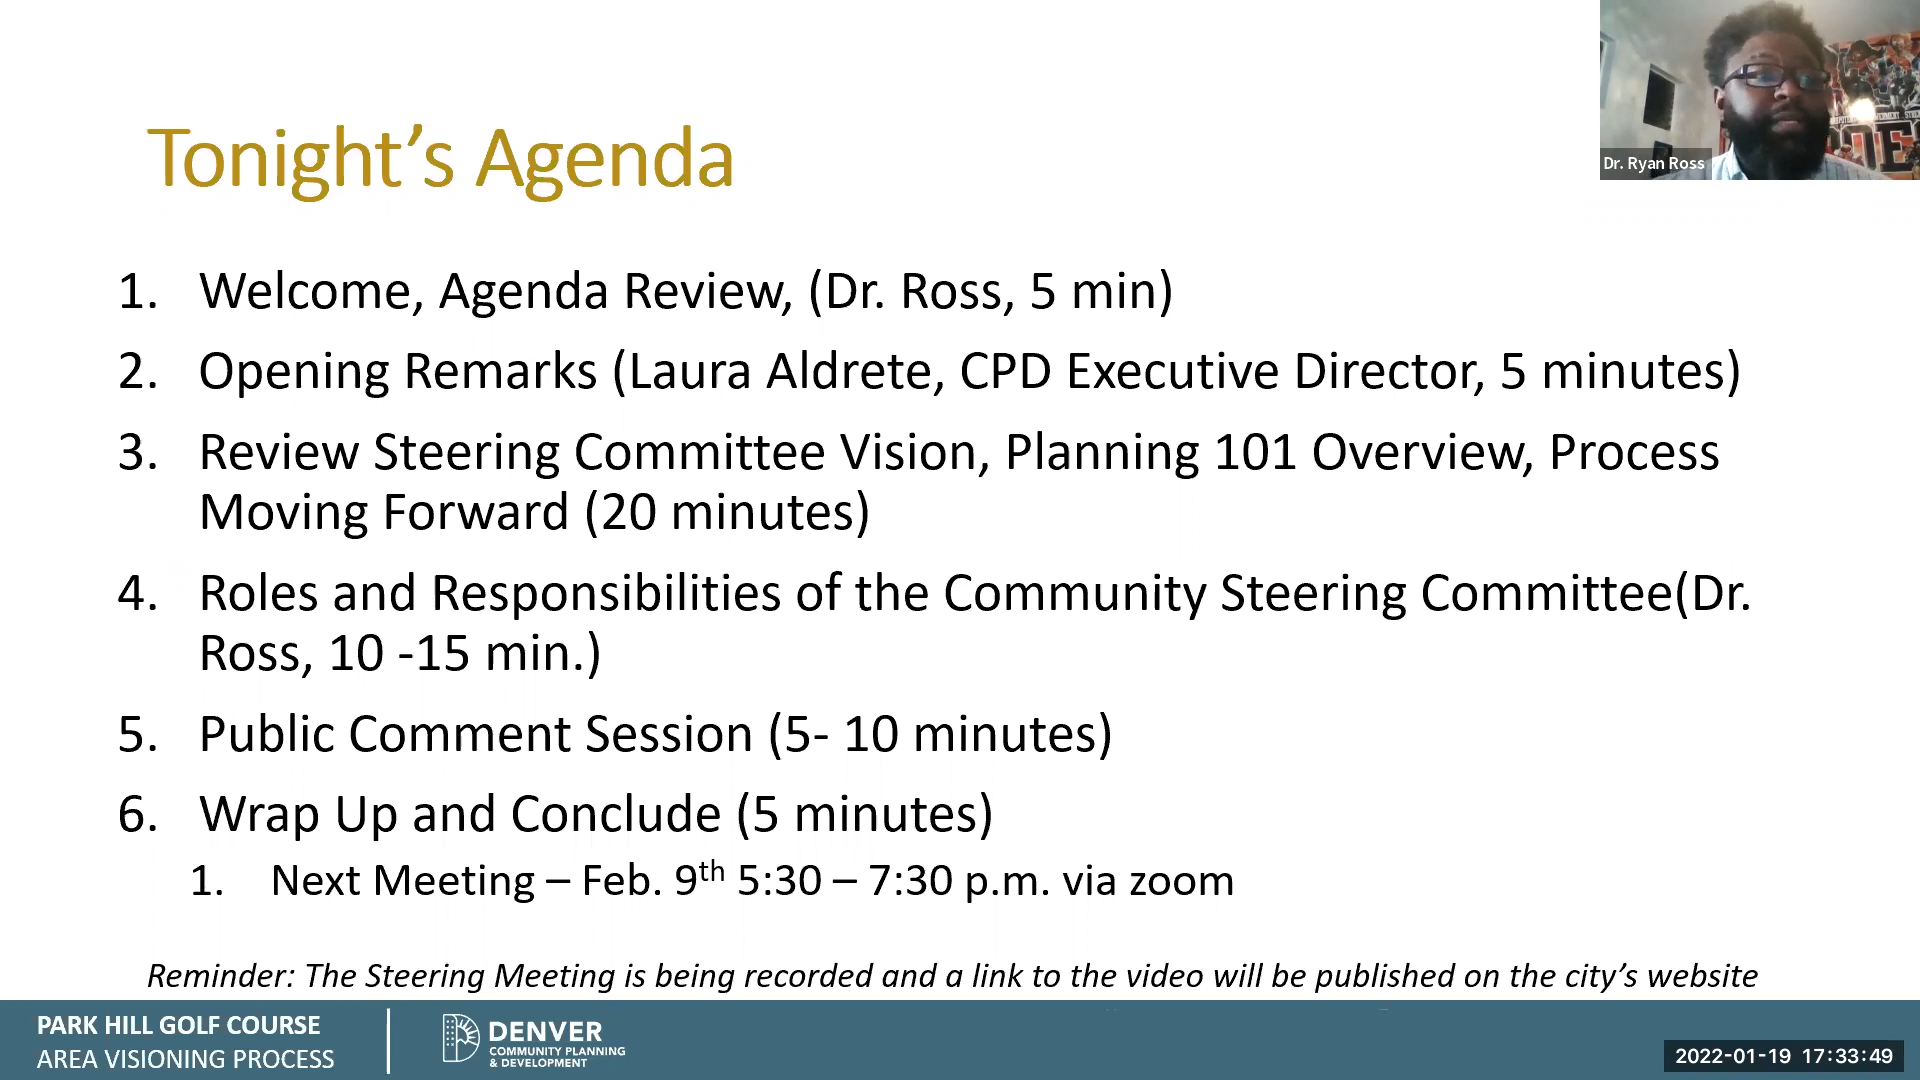 Tonight’s Agenda
Dr. Ryan Ross
1. Welcome, Agenda Review, (Dr. Ross, 5 min)
2. Opening Remarks (Laura Aldrete, CPD Executive Director, 5 minutes)
3. Review Steering Committee Vision, Planning 101 Overview, Process
Moving Forward (20 minutes)
4. Roles and Responsibilities of the Community Steering Committee(Dr.
Ross, 10 -15 min.)
5. Public Comment Session (5- 10 minutes)
6. Wrap Up and Conclude (5 minutes)
1. Next Meeting – Feb. 9th 5:30 – 7:30 p.m. via zoom
Reminder: The Steering Meeting is being recorded and a link to the video will be published on the city’s website
PARK HILL GOLF COURSE
AREA VISIONING PROCESS
DENVER
COMMUNITY PLANNING
& DEVELOPMENT
2022-01-19 17:33:49